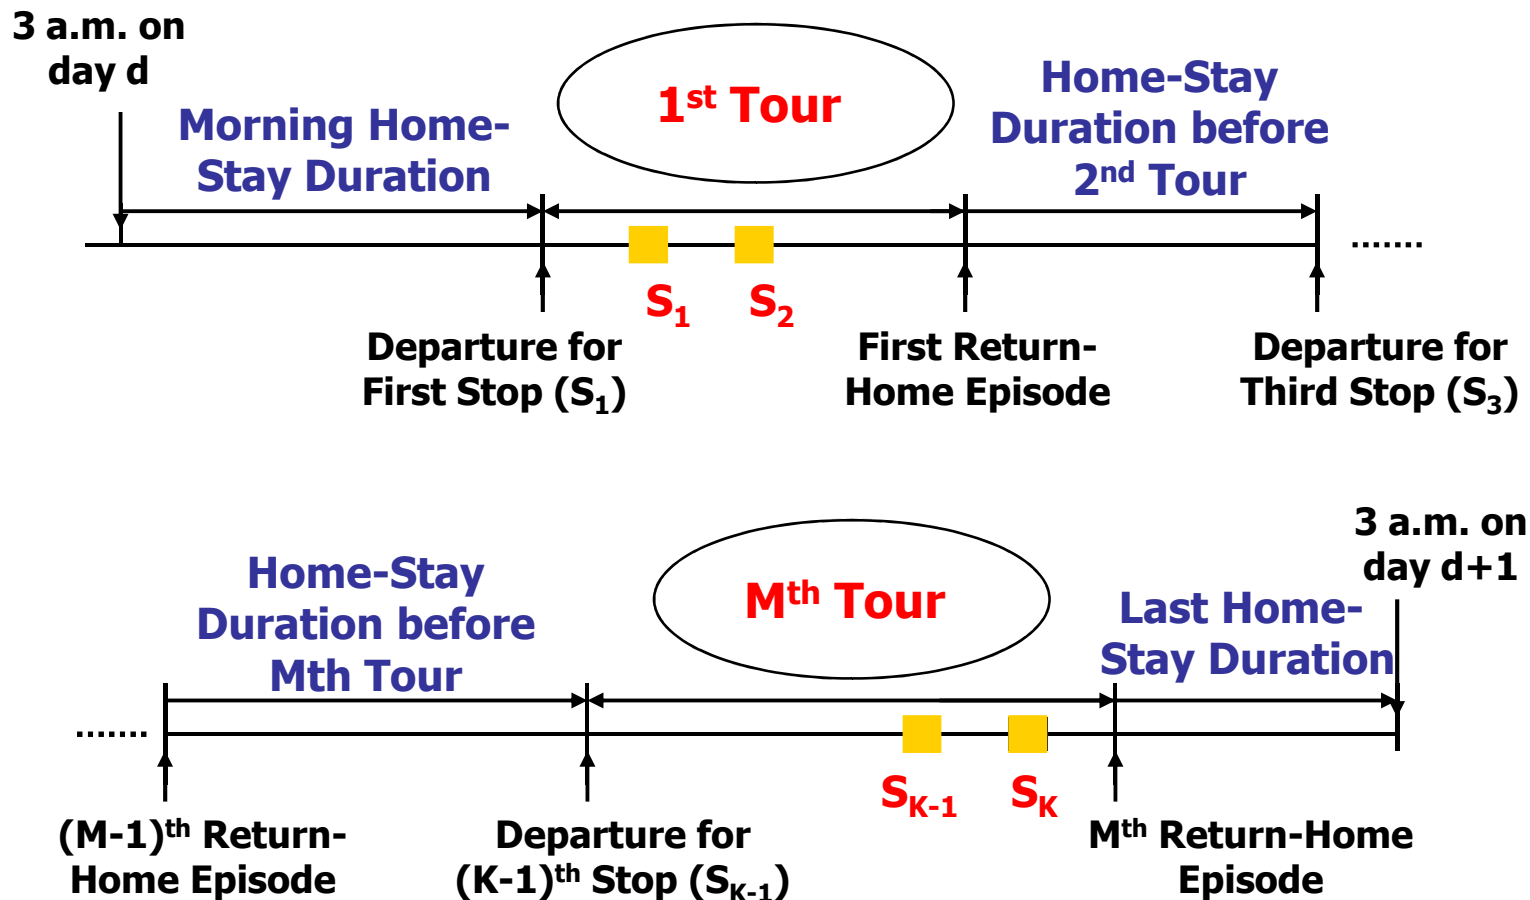 3 a.m. on
day d
Morning Home-
Stay Duration
1st Tour
Home-Stay
Duration before
2nd Tour
.......
S1
S2
Departure for
First Stop (S1)
First Return-
Home Episode
Departure for
Third Stop (S3)
3 a.m. on
day d+1
Home-Stay
Duration before
Mth Tour
Mth Tour
Last Home-
Stay Duration
.......
SK-1
SK
(M-1)th Return-
Home Episode
Departure for
(K-1)th Stop (SK-1)
Mth Return-Home
Episode